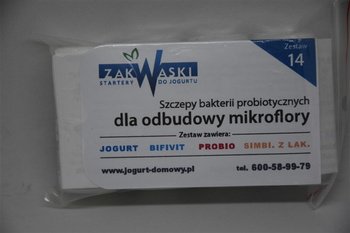 ZAKWASKI
STARTERY DO JOGURTU
Zestaw
14
Szczepy bakterii probiotycznych
dla odbudowy mikroflory
Zestaw zawiera:
JOGURT BIFIVIT PROBIO SIMBI. Z LAK.
www.jogurt-domowy.pl tel. 600-58-99-79